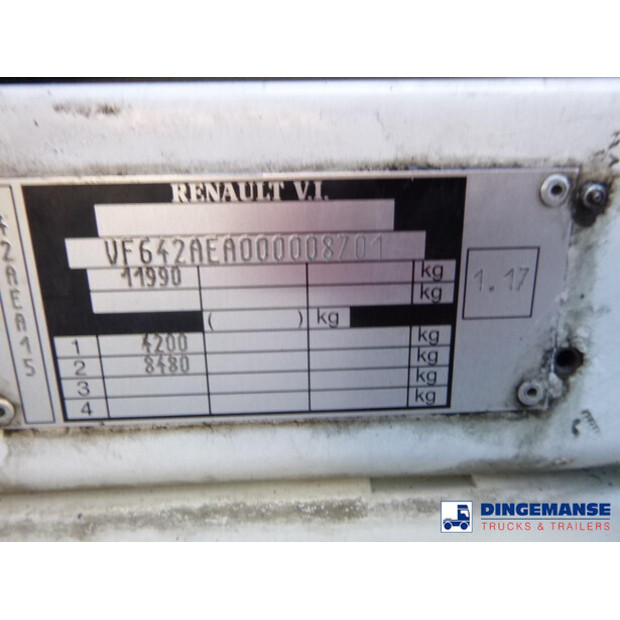 RENAULT V.I.
VF642AEA000008701
11990 kg
kg
( ) kg
1 4200 kg
2 8480 kg
3 kg
4 kg
1.17
42AEA15
DINGEMANSE
TRUCKS & TRAILERS